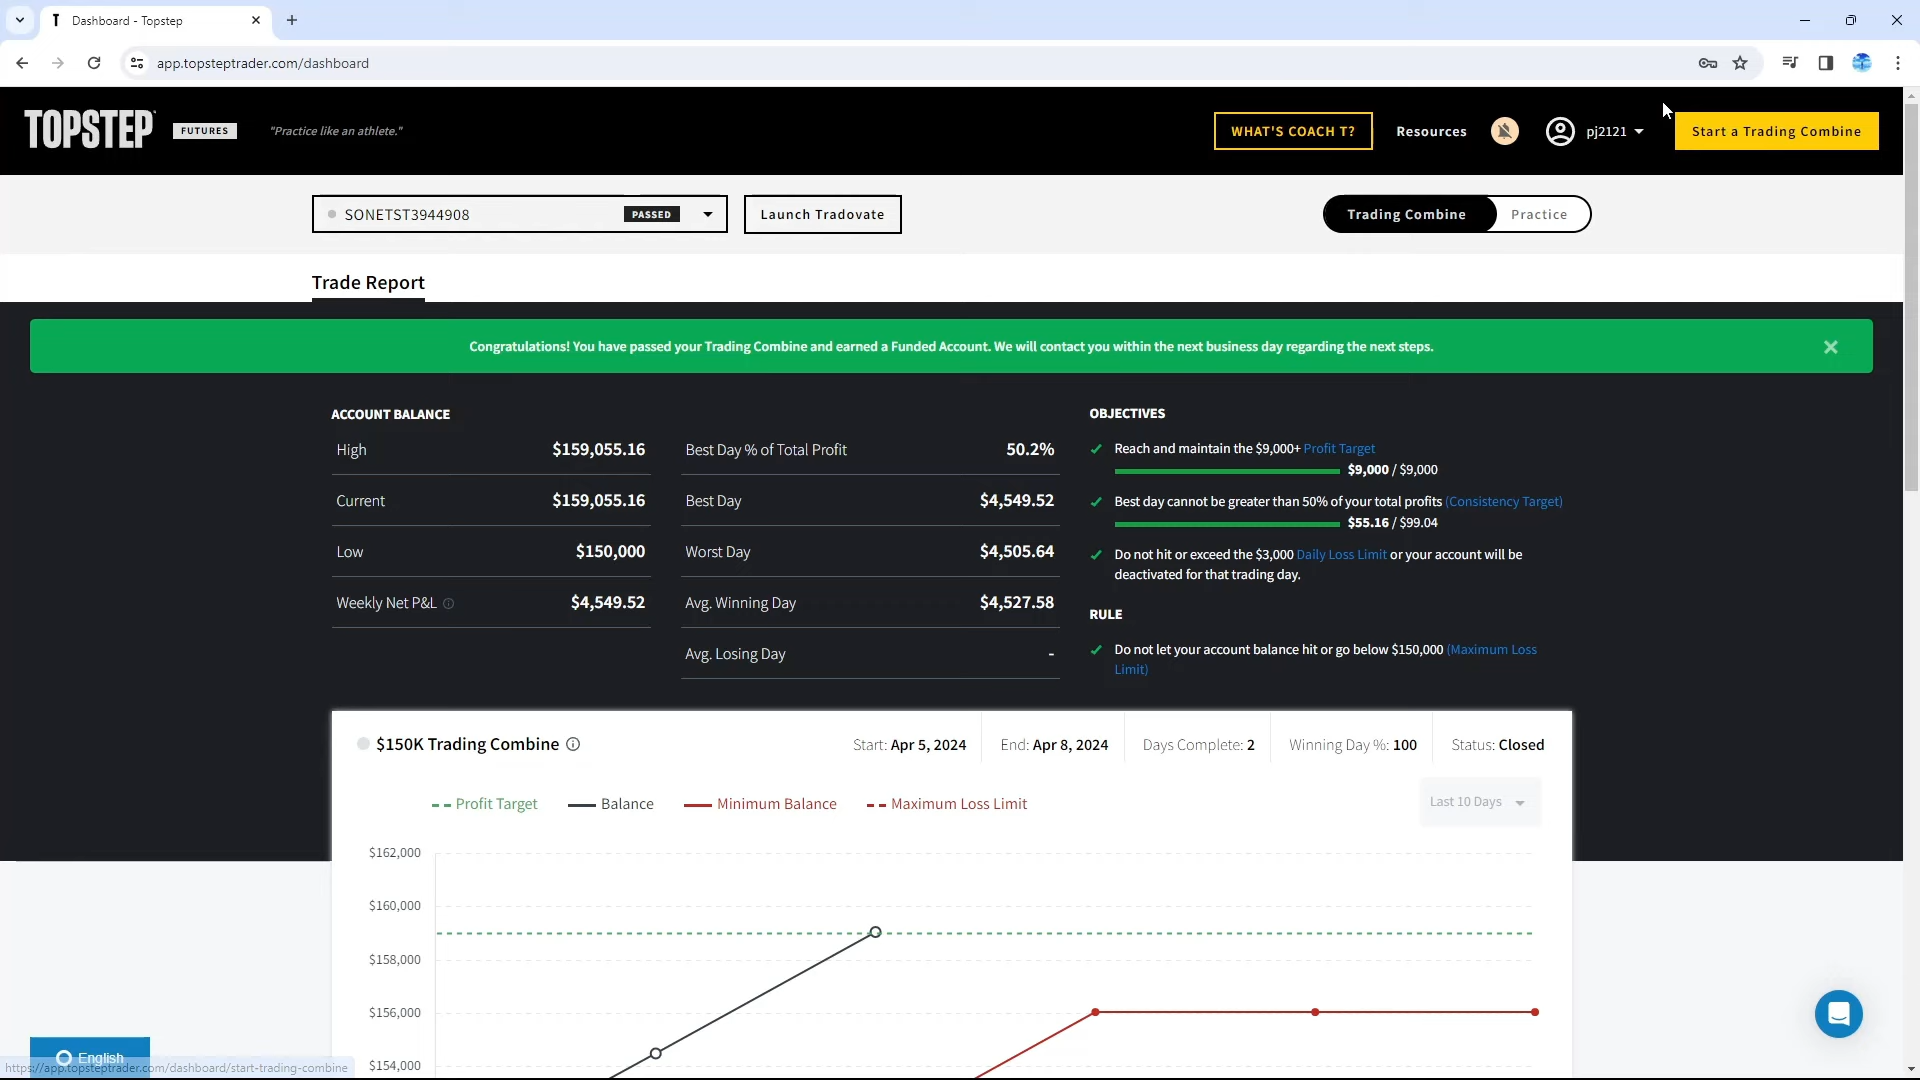 Dashboard - Topstep
app.topsteptrader.com/dashboard
TOPSTEP FUTURES "Practice like an athlete." WHAT'S COACH T? Resources pj2121 Start a Trading Combine
SONETST3944908 PASSED Launch Tradovate Trading Combine Practice
Trade Report
Congratulations! You have passed your Trading Combine and earned a Funded Account. We will contact you within the next business day regarding the next steps.
ACCOUNT BALANCE
High $159,055.16
Current $159,055.16
Low $150,000
Weekly Net P&L $4,549.52
Best Day % of Total Profit 50.2%
Best Day $4,549.52
Worst Day $4,505.64
Avg. Winning Day $4,527.58
Avg. Losing Day -
OBJECTIVES
Reach and maintain the $9,000+ Profit Target
$9,000 / $9,000
Best day cannot be greater than 50% of your total profits (Consistency Target)
$55.16 / $99.04
Do not hit or exceed the $3,000 Daily Loss Limit or your account will be
deactivated for that trading day.
RULE
Do not let your account balance hit or go below $150,000 (Maximum Loss
Limit)
$150K Trading Combine Start: Apr 5, 2024 End: Apr 8, 2024 Days Complete: 2 Winning Day %: 100 Status: Closed
Profit Target Balance Minimum Balance Maximum Loss Limit Last 10 Days
$162,000
$160,000
$158,000
$156,000
$154,000
English
https://app.topsteptrader.com/dashboard/start-trading-combine